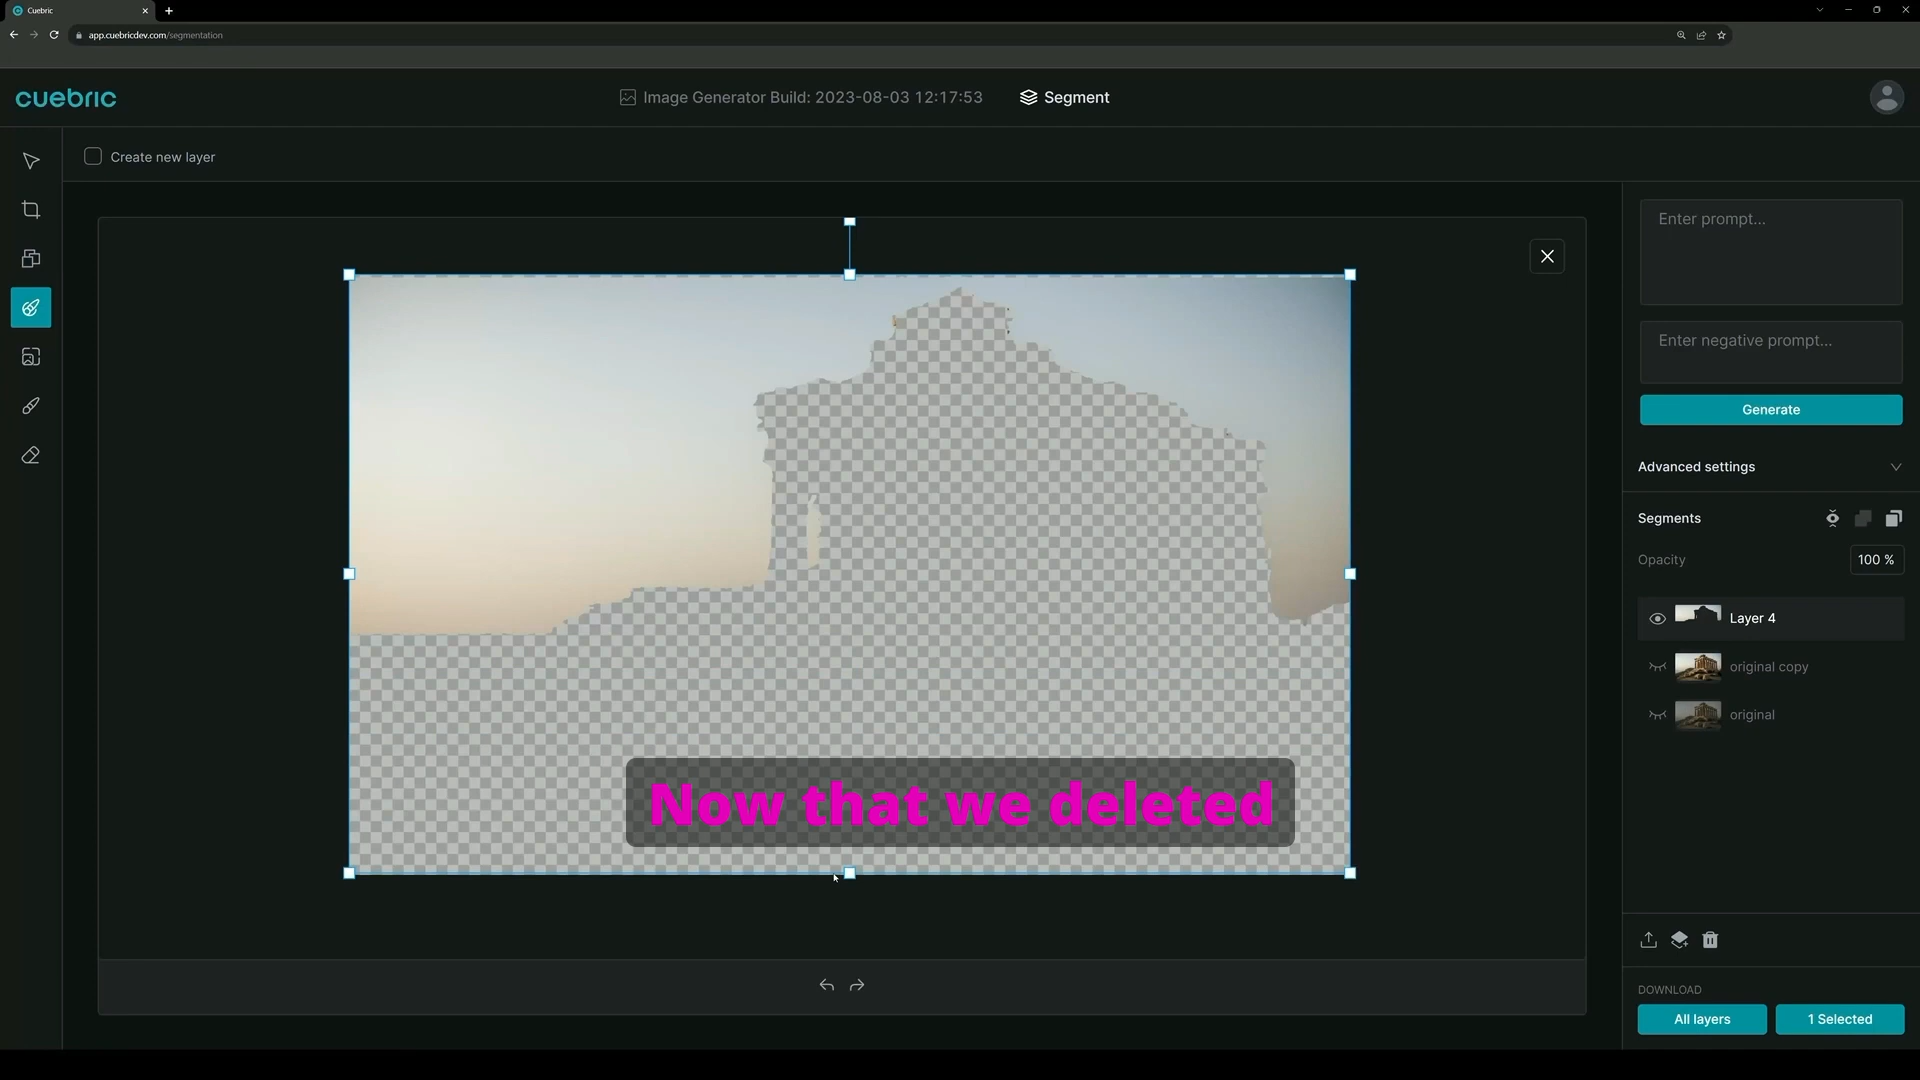 Cuebric
app.cuebricdev.com/segmentation
cuebric
Image Generator Build: 2023-08-03 12:17:53
Segment
Create new layer
Enter prompt...
Enter negative prompt...
Generate
Advanced settings
Segments
Opacity
100 %
Layer 4
original copy
original
Now that we deleted
DOWNLOAD
All layers
1 Selected